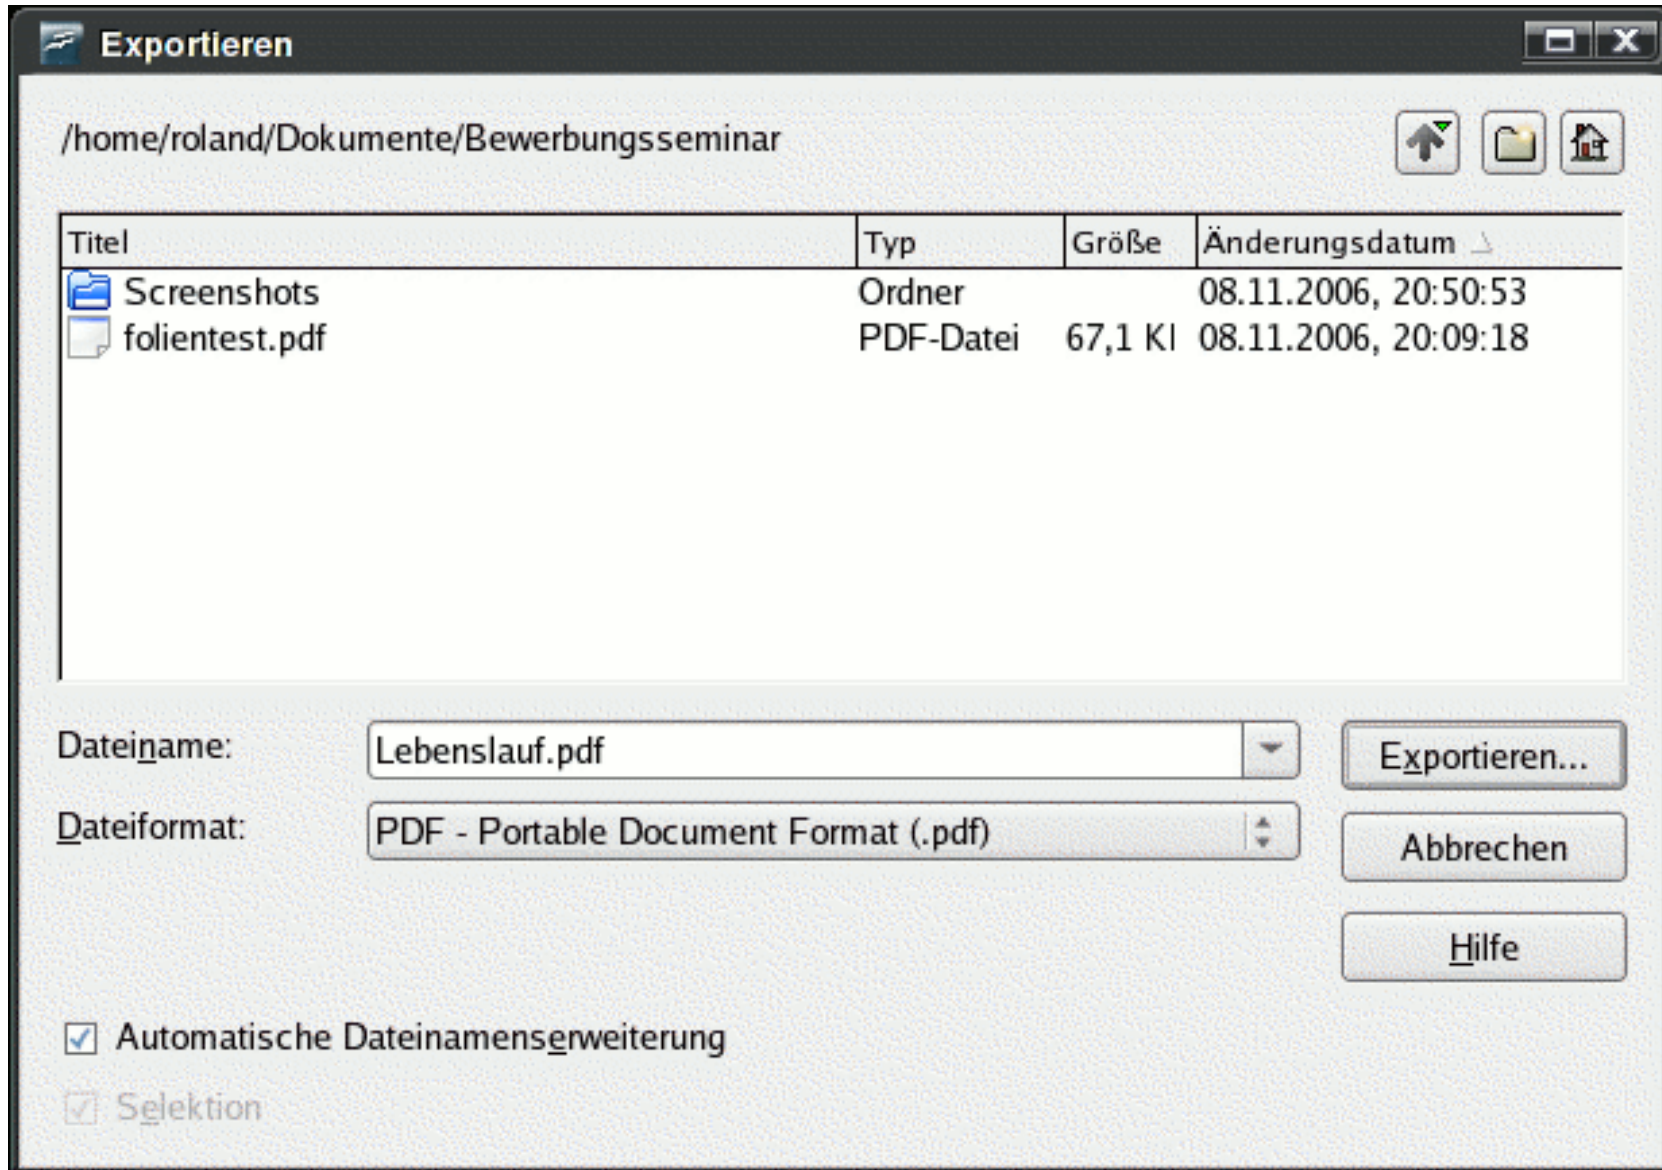 Exportieren
/home/roland/Dokumente/Bewerbungsseminar
Titel Typ Größe Änderungsdatum
Screenshots Ordner 08.11.2006, 20:50:53
folientest.pdf PDF-Datei 67,1 08.11.2006, 20:09:18
Dateiname: Lebenslauf.pdf Exportieren...
Dateiformat: PDF - Portable Document Format (.pdf)
Abbrechen
Hilfe
Automatische Dateinamenserweiterung
Selektion